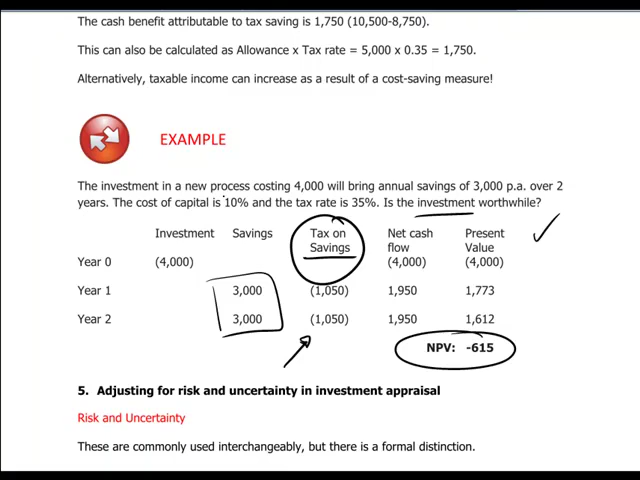 The cash benefit attributable to tax saving is 1,750 (10,500-8,750).
This can also be calculated as Allowance x Tax rate = 5,000 x 0.35 = 1,750.
Alternatively, taxable income can increase as a result of a cost-saving measure!
EXAMPLE
The investment in a new process costing 4,000 will bring annual savings of 3,000 p.a. over 2
years. The cost of capital is 10% and the tax rate is 35%. Is the investment worthwhile?
Investment Savings Tax on Net cash Present
Savings flow Value
Year 0 (4,000) (4,000) (4,000)
Year 1 3,000 (1,050) 1,950 1,773
Year 2 3,000 (1,050) 1,950 1,612
NPV: -615
5. Adjusting for risk and uncertainty in investment appraisal
Risk and Uncertainty
These are commonly used interchangeably, but there is a formal distinction.